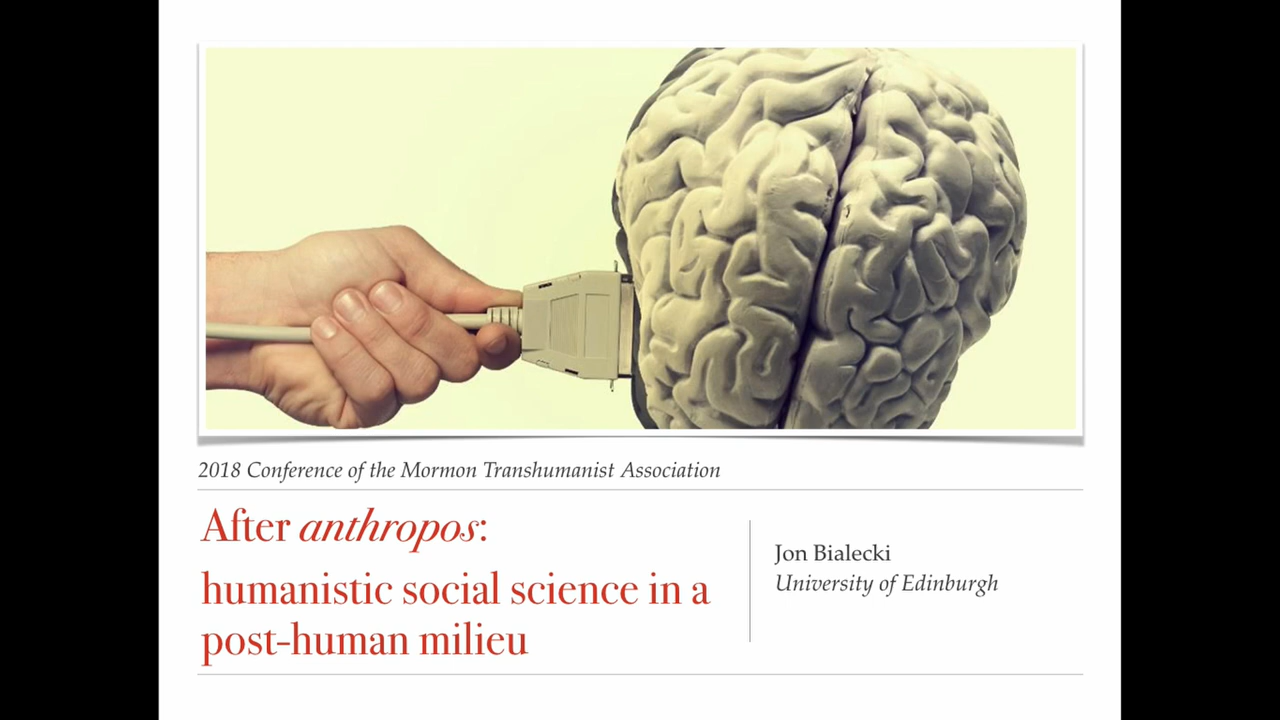 2018 Conference of the Mormon Transhumanist Association
After anthropos:
humanistic social science in a
post-human milieu
Jon Bialecki
University of Edinburgh